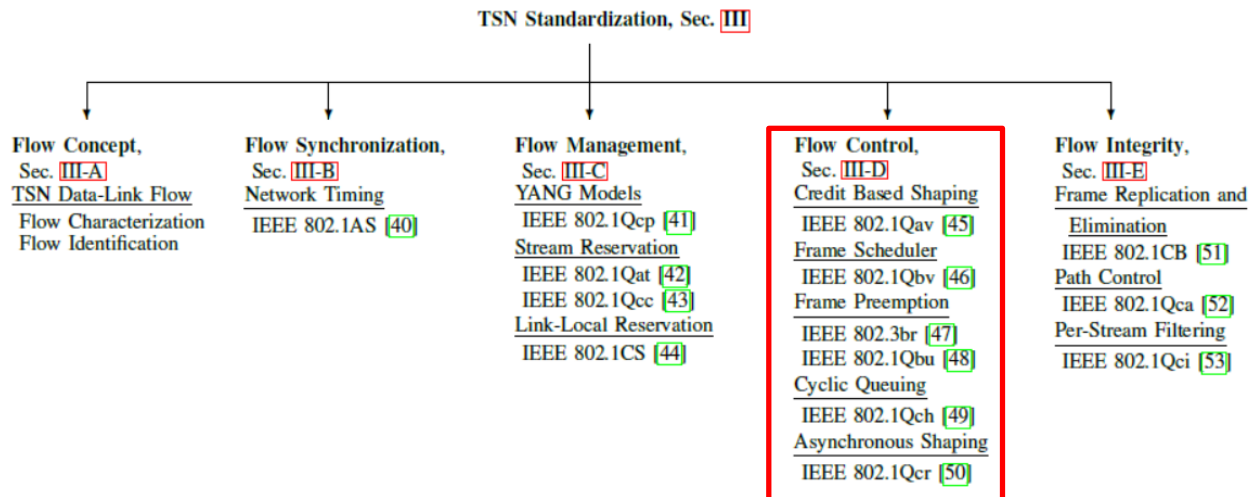 TSN Standardization, Sec. III
Flow Concept,
Sec. III-A
TSN Data-Link Flow
Flow Characterization
Flow Identification
Flow Synchronization,
Sec. III-B
Network Timing
IEEE 802.1AS [40]
Flow Management,
Sec. III-C
YANG Models
IEEE 802.1Qcp [41]
Stream Reservation
IEEE 802.1Qat [42]
IEEE 802.1Qcc [43]
Link-Local Reservation
IEEE 802.1CS [44]
Flow Control,
Sec. III-D
Credit Based Shaping
IEEE 802.1Qav [45]
Frame Scheduler
IEEE 802.1Qbv [46]
Frame Preemption
IEEE 802.3br [47]
IEEE 802.1Qbu [48]
Cyclic Queuing
IEEE 802.1Qch [49]
Asynchronous Shaping
IEEE 802.1Qcr [50]
Flow Integrity,
Sec. III-E
Frame Replication and
Elimination
IEEE 802.1CB [51]
Path Control
IEEE 802.1Qca [52]
Per-Stream Filtering
IEEE 802.1Qci [53]